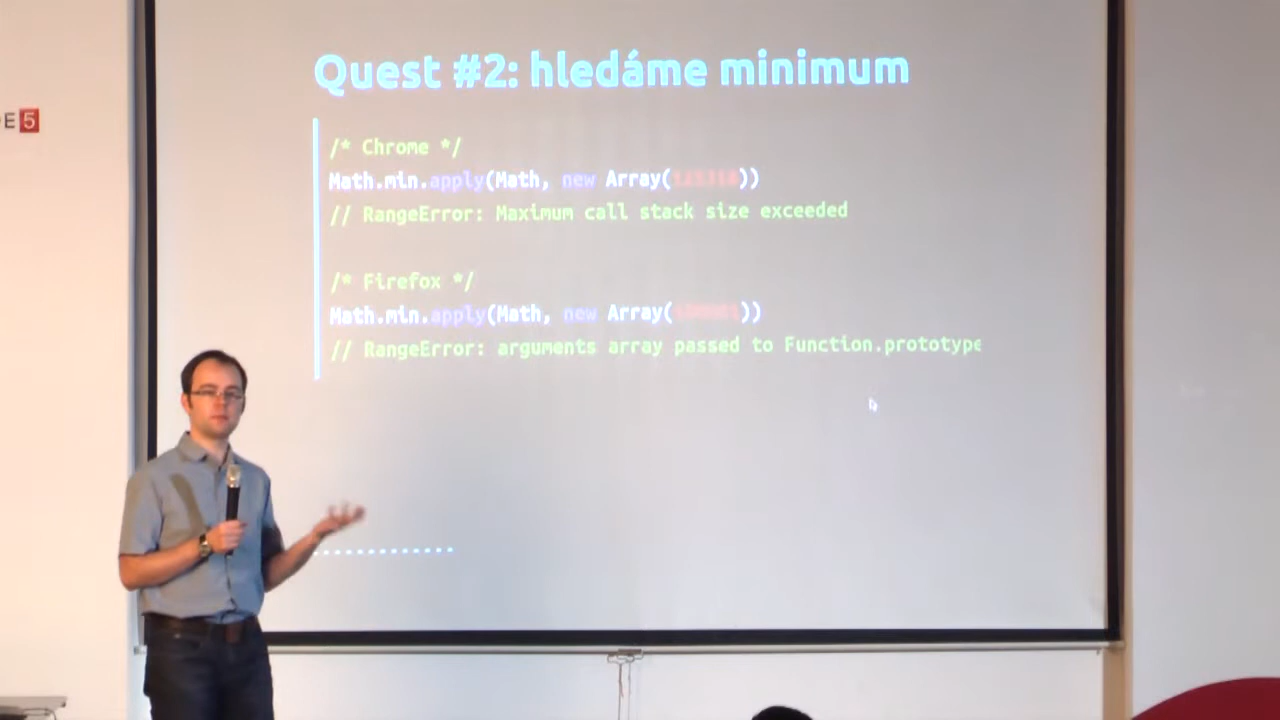 E5
Quest #2: hledáme minimum
/* Chrome */
Math.min.apply(Math, new Array())
// RangeError: Maximum call stack size exceeded
/* Firefox */
Math.min.apply(Math, new Array())
// RangeError: arguments array passed to Function.prototype